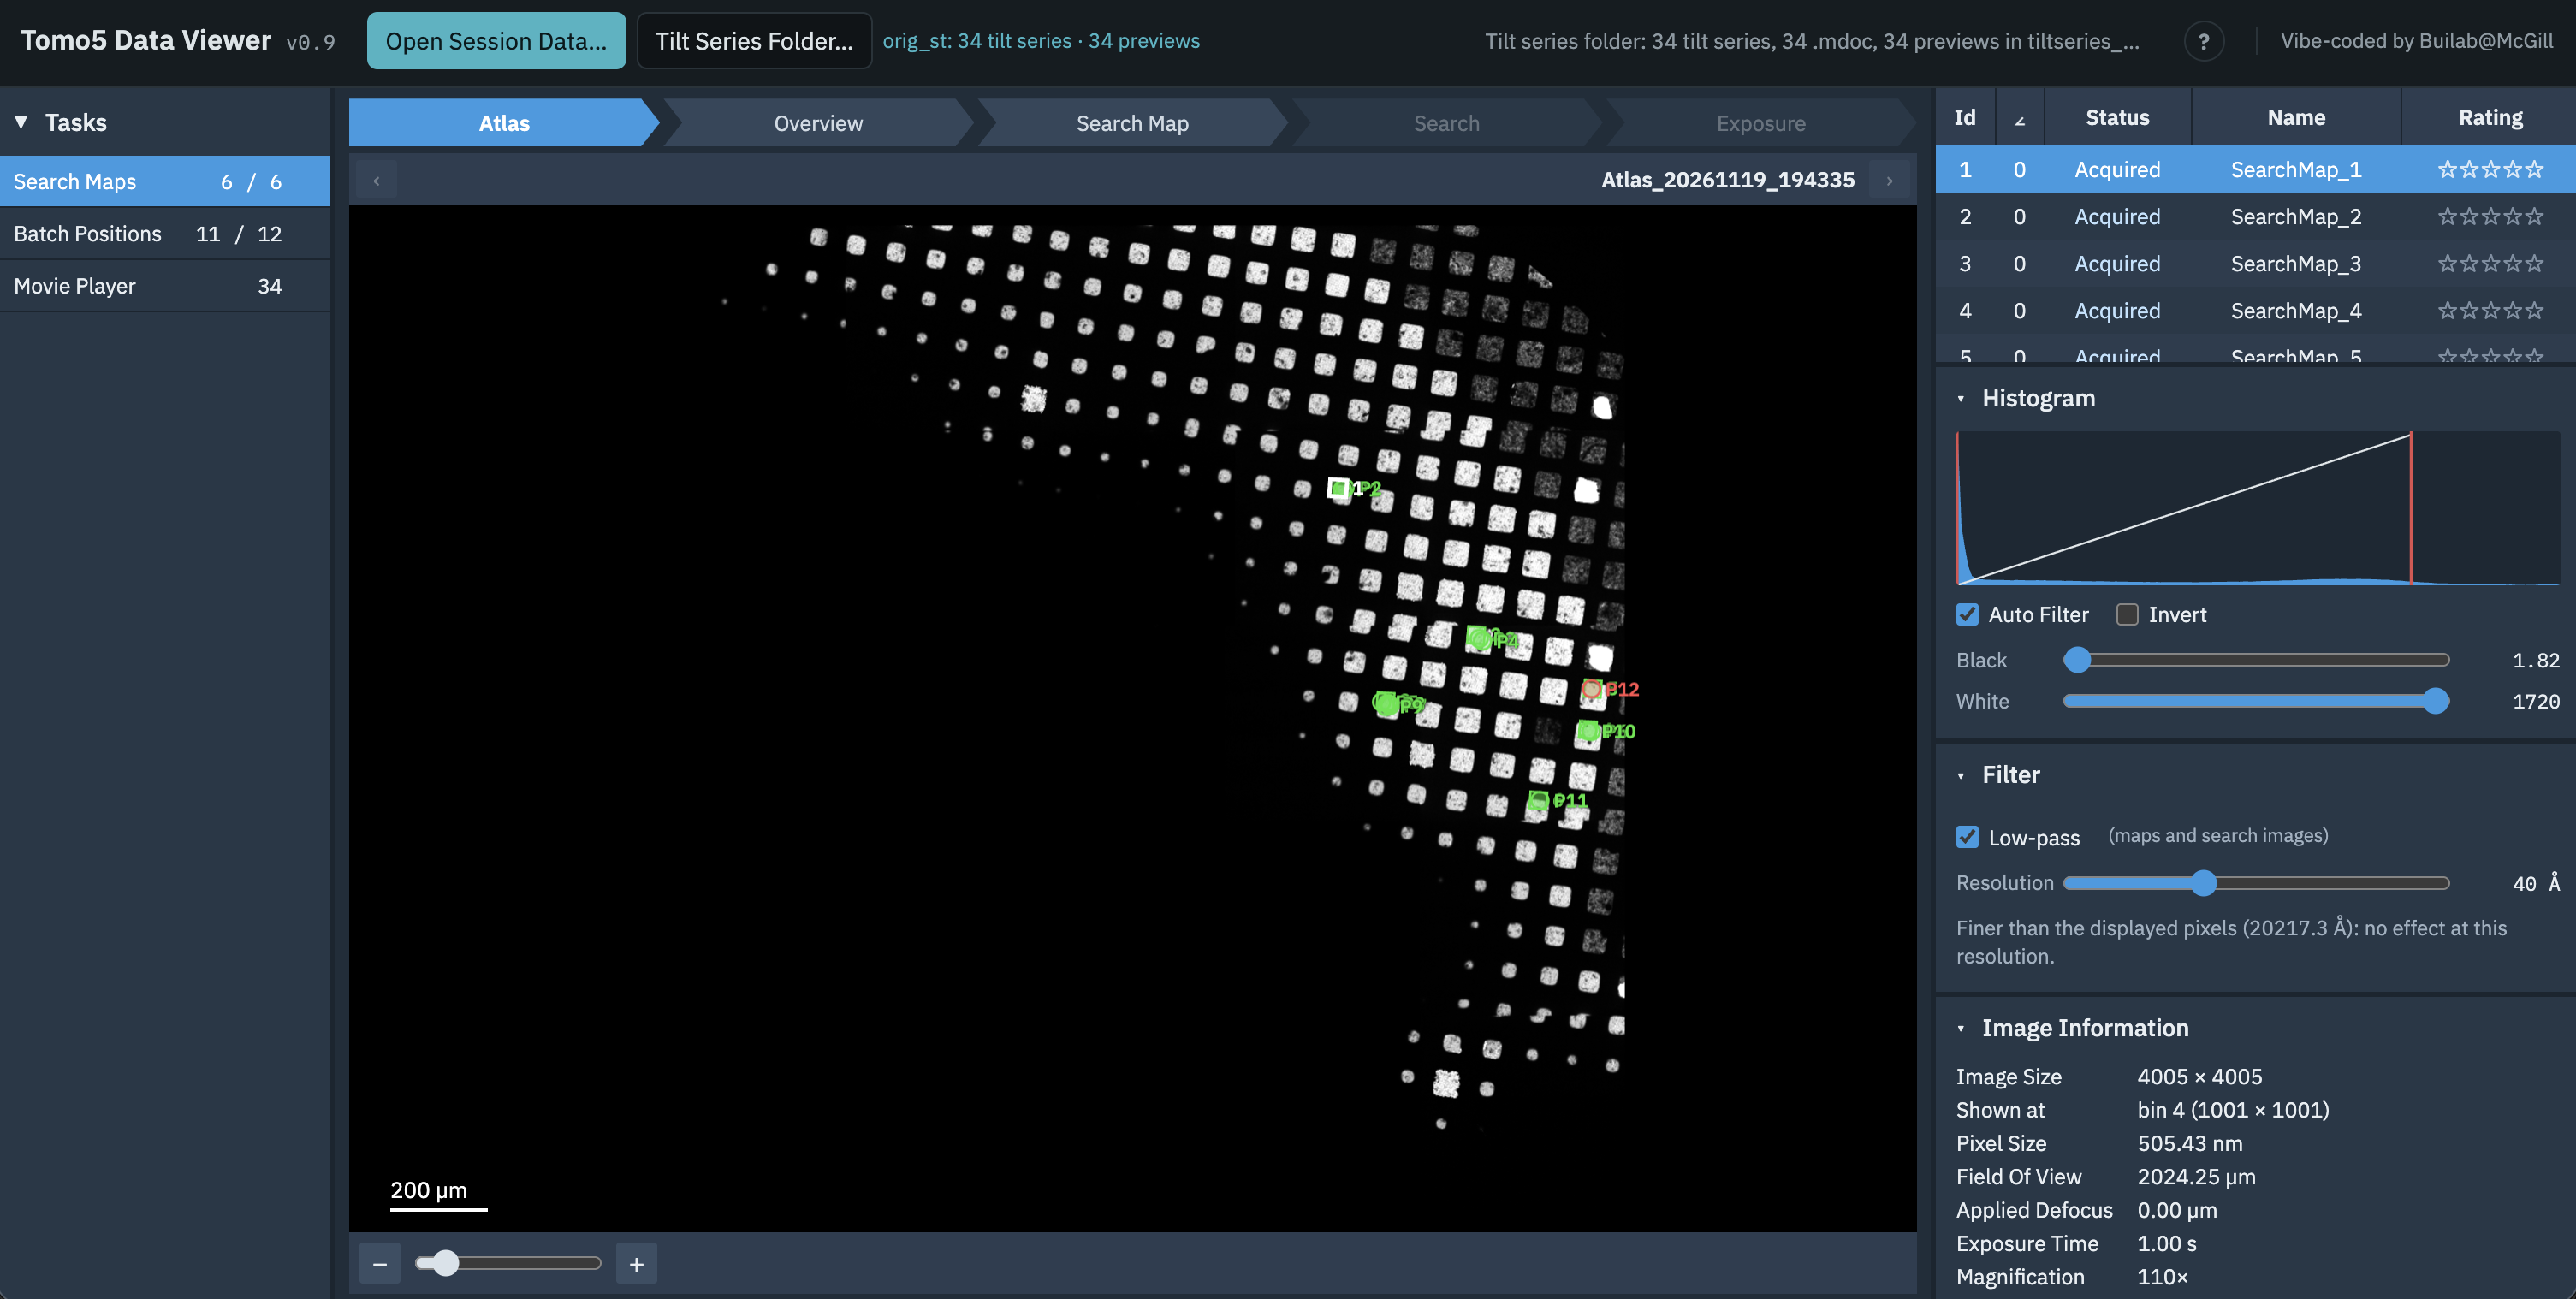 Tomo5 Data Viewer v0.9
Open Session Data...
Tilt Series Folder...
orig_st: 34 tilt series · 34 previews
Tilt series folder: 34 tilt series, 34 .mdoc, 34 previews in tiltseries_...
?
Vibe-coded by Builab@McGill
▼ Tasks
Search Maps 6 / 6
Batch Positions 11 / 12
Movie Player 34
Atlas
Overview
Search Map
Search
Exposure
‹
Atlas_20261119_194335
›
P2
P4
P12
P9
P10
P11
200 µm
−
+
Id ∠ Status Name Rating
1 0 Acquired SearchMap_1 ☆☆☆☆☆
2 0 Acquired SearchMap_2 ☆☆☆☆☆
3 0 Acquired SearchMap_3 ☆☆☆☆☆
4 0 Acquired SearchMap_4 ☆☆☆☆☆
5 0 Acquired SearchMap_5 ☆☆☆☆☆
Histogram
Auto Filter
Invert
Black 1.82
White 1720
Filter
Low-pass (maps and search images)
Resolution 40 Å
Finer than the displayed pixels (20217.3 Å): no effect at this
resolution.
Image Information
Image Size 4005 × 4005
Shown at bin 4 (1001 × 1001)
Pixel Size 505.43 nm
Field Of View 2024.25 µm
Applied Defocus 0.00 µm
Exposure Time 1.00 s
Magnification 110×